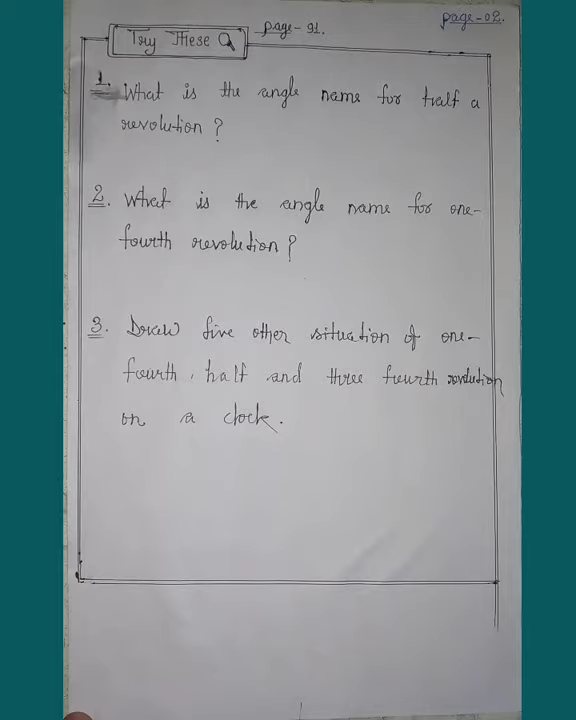 page-02.
Try These
page- 91.
1. What is the angle name for half a
revolution ?
2. What is the angle name for one-
fourth revolution ?
3. Draw five other situation of one-
fourth, half and three fourth revolution
on a clock.